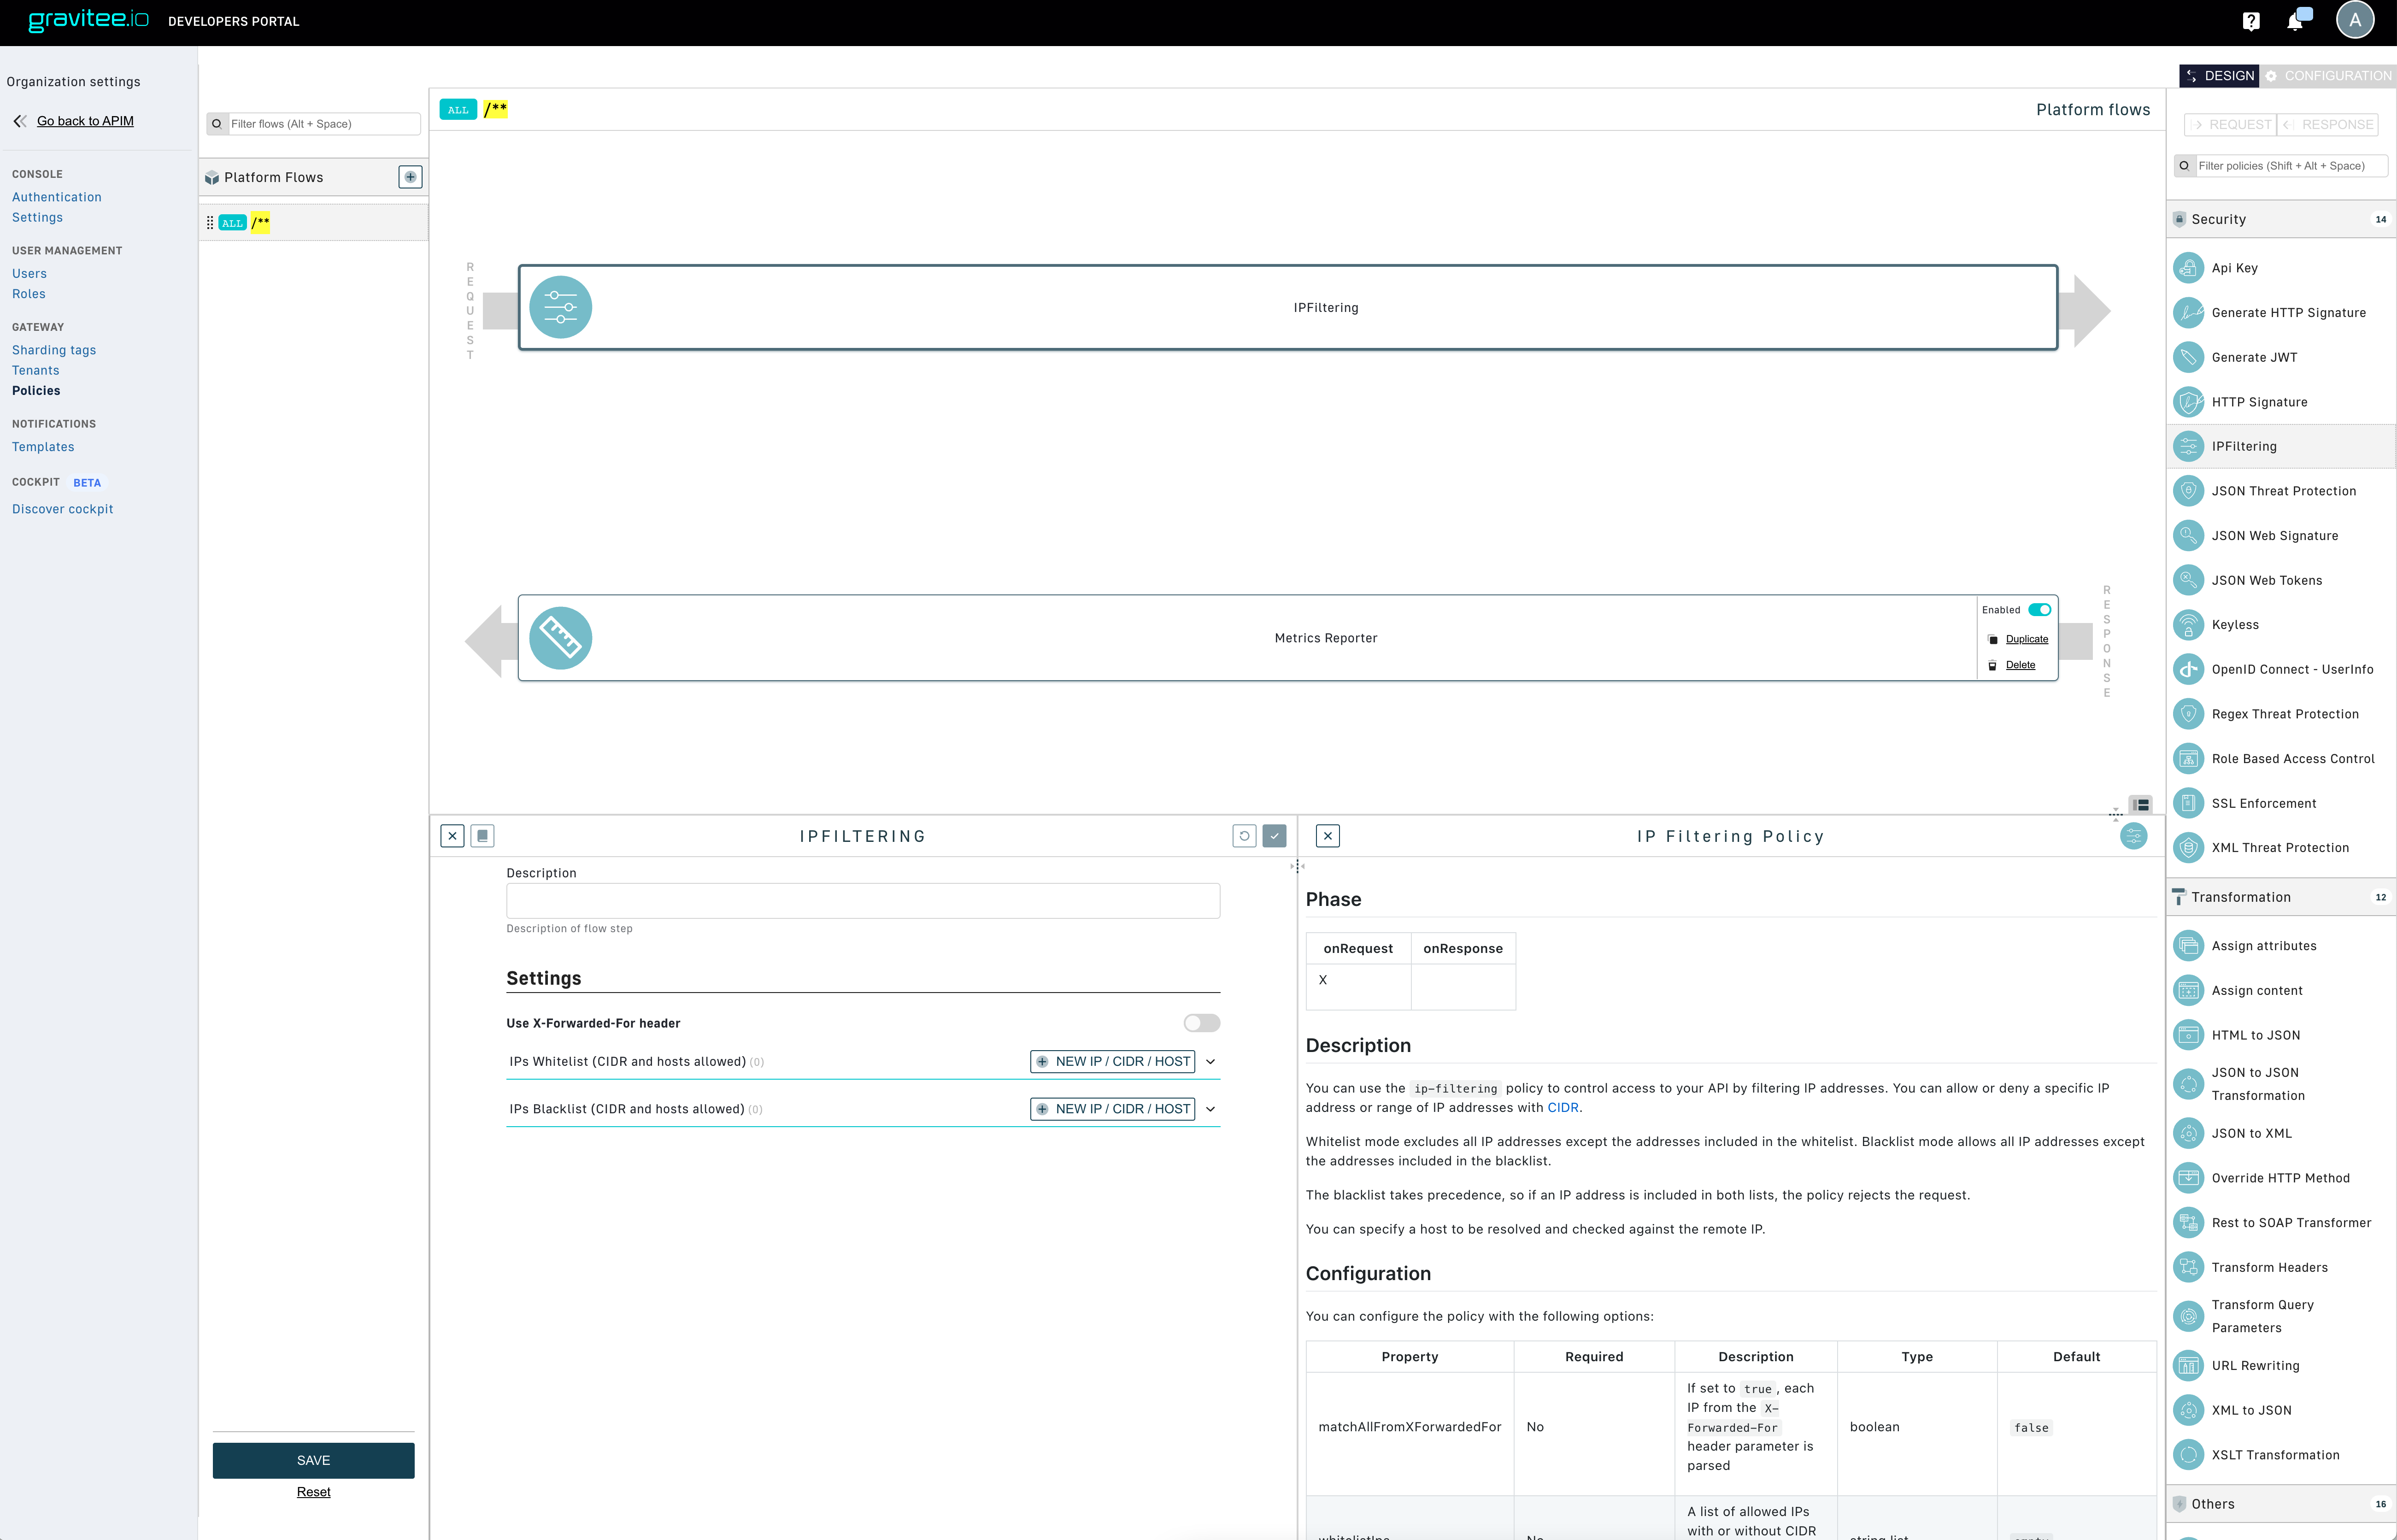 gravitee.io DEVELOPERS PORTAL
A
Organization settings
Go back to APIM
CONSOLE
Authentication
Settings
USER MANAGEMENT
Users
Roles
GATEWAY
Sharding tags
Tenants
Policies
NOTIFICATIONS
Templates
COCKPIT BETA
Discover cockpit
Filter flows (Alt + Space)
Platform Flows
ALL /**
SAVE
Reset
ALL /**
Platform flows
REQUEST
IPFiltering
Metrics Reporter
Enabled
Duplicate
Delete
RESPONSE
IPFILTERING
Description
Description of flow step
Settings
Use X-Forwarded-For header
IPs Whitelist (CIDR and hosts allowed) (0) NEW IP / CIDR / HOST
IPs Blacklist (CIDR and hosts allowed) (0) NEW IP / CIDR / HOST
IP Filtering Policy
Phase
onRequest onResponse
X
Description
You can use the ip-filtering policy to control access to your API by filtering IP addresses. You can allow or deny a specific IP
address or range of IP addresses with CIDR.
Whitelist mode excludes all IP addresses except the addresses included in the whitelist. Blacklist mode allows all IP addresses except
the addresses included in the blacklist.
The blacklist takes precedence, so if an IP address is included in both lists, the policy rejects the request.
You can specify a host to be resolved and checked against the remote IP.
Configuration
You can configure the policy with the following options:
Property Required Description Type Default
matchAllFromXForwardedFor No
If set to true, each
IP from the X-
Forwarded-For
header parameter is
parsed
boolean false
A list of allowed IPs
with or without CIDR
DESIGN CONFIGURATION
REQUEST RESPONSE
Filter policies (Shift + Alt + Space)
Security 14
Api Key
Generate HTTP Signature
Generate JWT
HTTP Signature
IPFiltering
JSON Threat Protection
JSON Web Signature
JSON Web Tokens
Keyless
OpenID Connect - UserInfo
Regex Threat Protection
Role Based Access Control
SSL Enforcement
XML Threat Protection
Transformation 12
Assign attributes
Assign content
HTML to JSON
JSON to JSON
Transformation
JSON to XML
Override HTTP Method
Rest to SOAP Transformer
Transform Headers
Transform Query
Parameters
URL Rewriting
XML to JSON
XSLT Transformation
Others 16